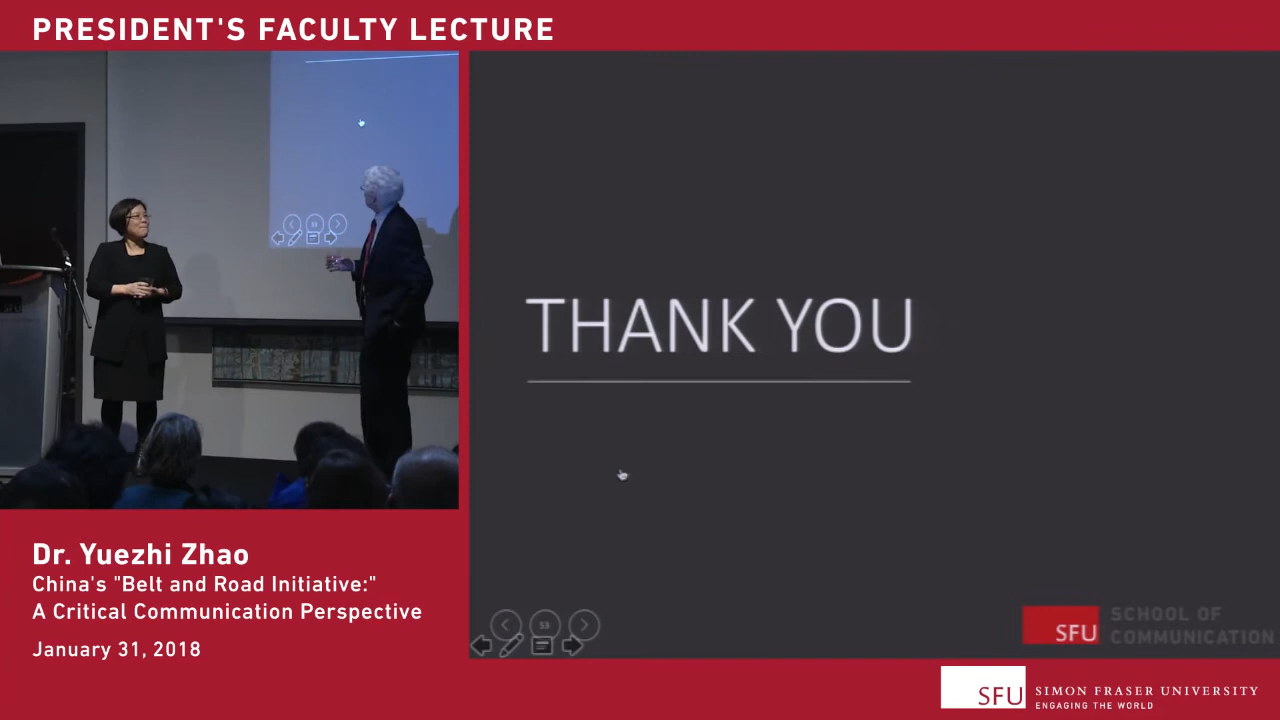 PRESIDENT'S FACULTY LECTURE
THANK YOU
Dr. Yuezhi Zhao
China's "Belt and Road Initiative:"
A Critical Communication Perspective
January 31, 2018
53
SFU
SCHOOL OF
COMMUNICATION
SFU
SIMON FRASER UNIVERSITY
ENGAGING THE WORLD